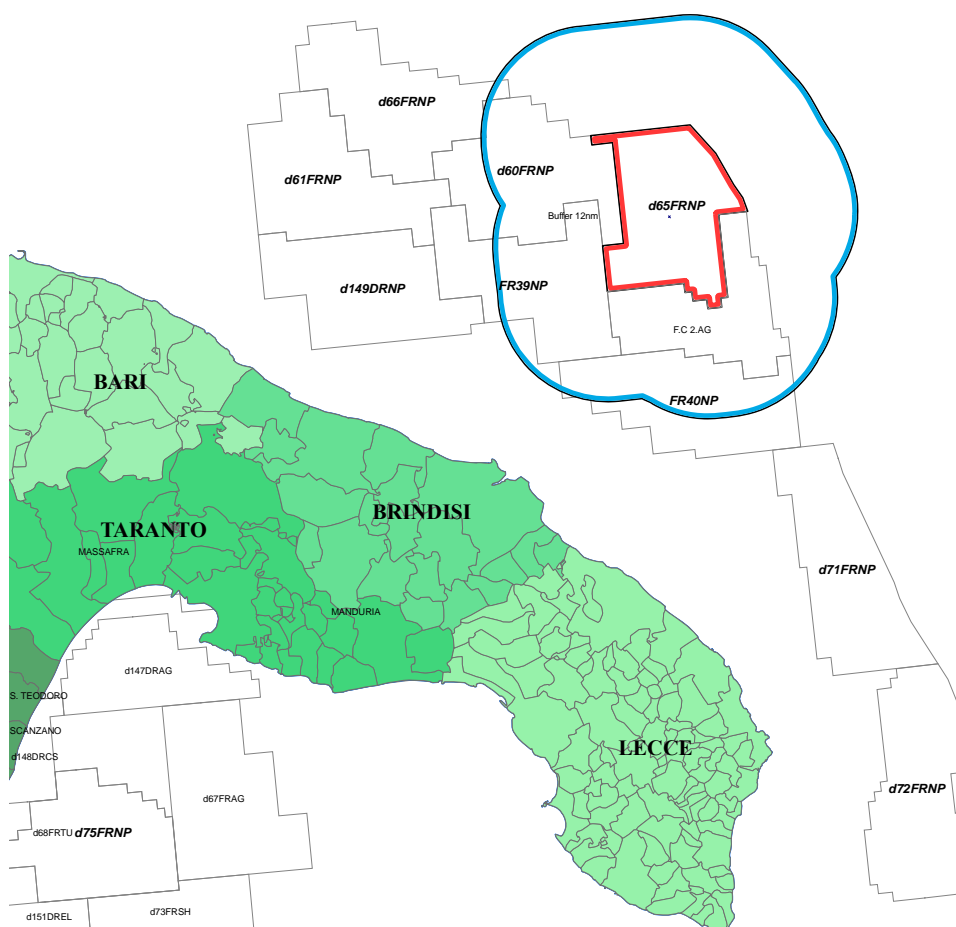 d66FRNP
d60FRNP
d61FRNP
d65FRNP
Buffer 12nm
d149DRNP
FR39NP
F.C 2.AG
BARI
FR40NP
BRINDISI
TARANTO
MASSAFRA
d71FRNP
MANDURIA
d147DRAG
S. TEODORO
SCANZANO
LECCE
d148DRCS
d72FRNP
d67FRAG
d68FRTU
d75FRNP
d151DREL
d73FRSH